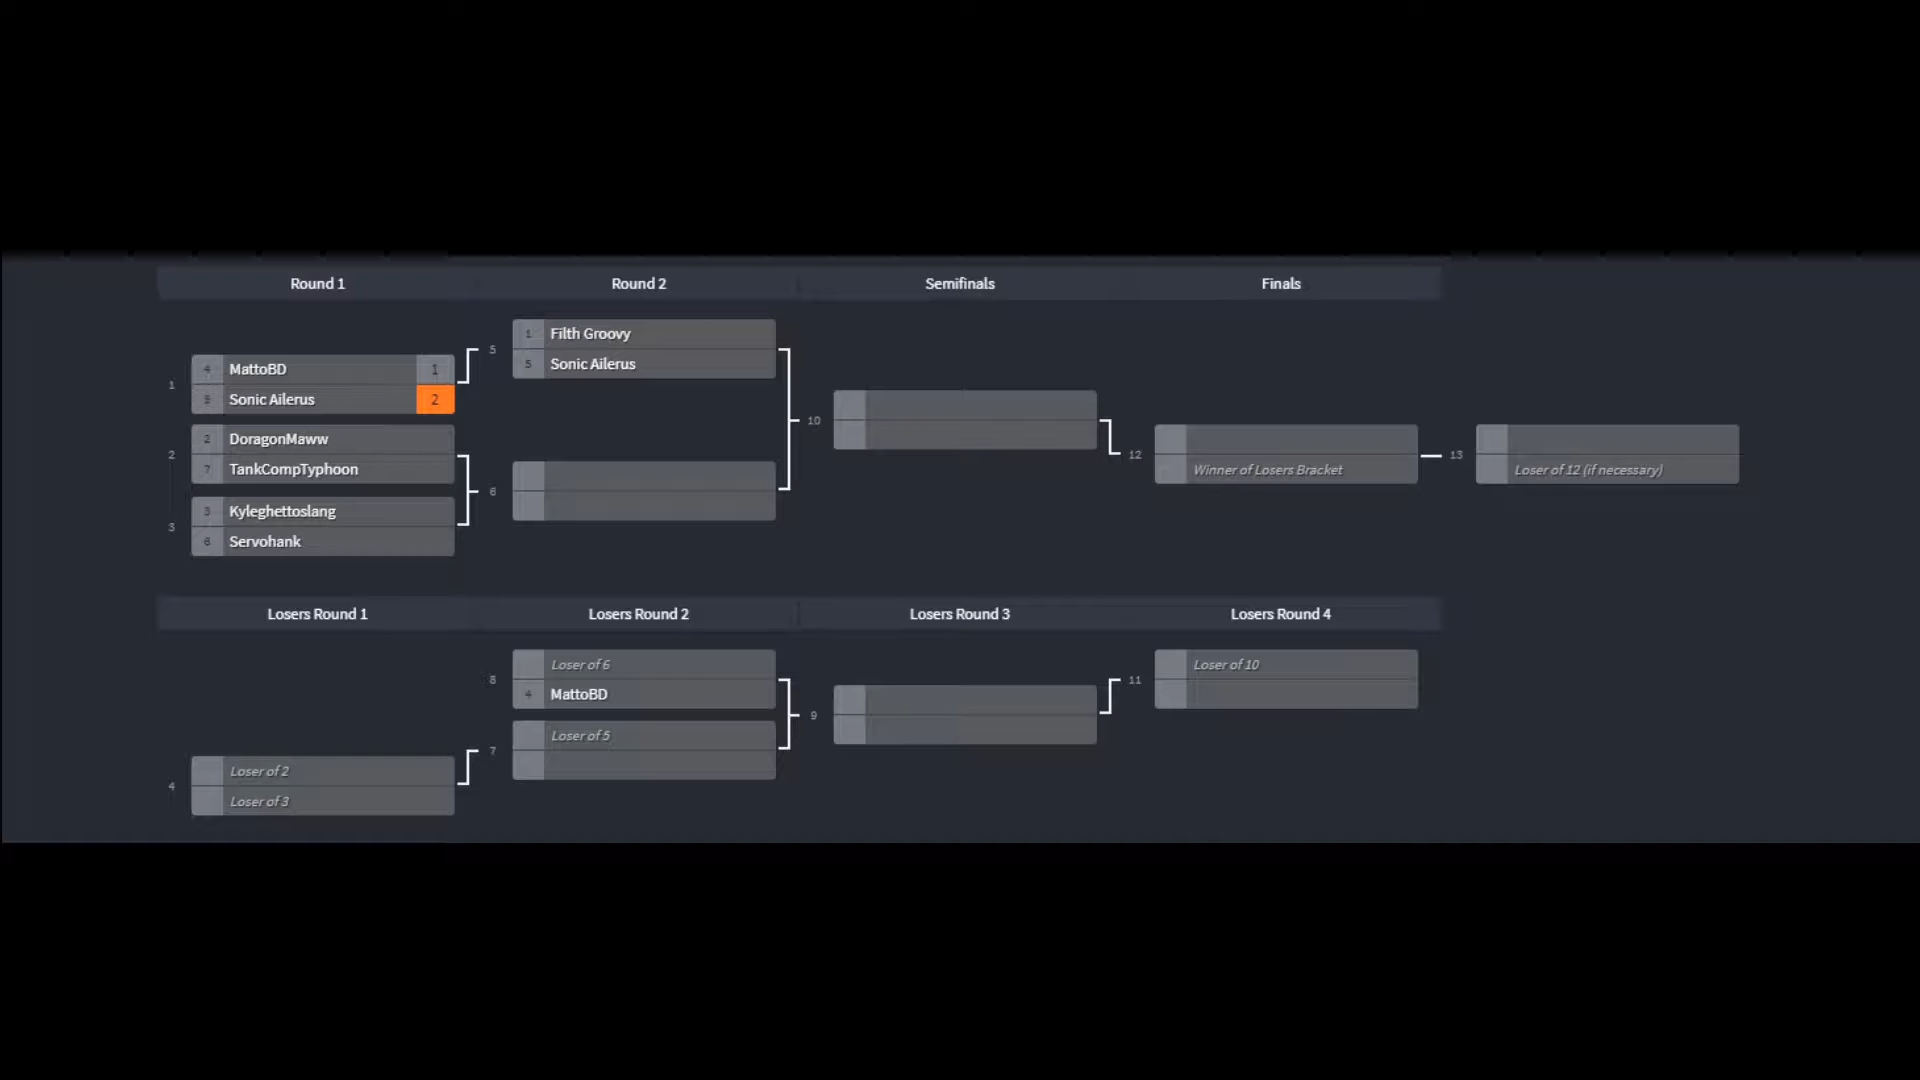 Round 1
Round 2
Semifinals
Finals
1
4 MattoBD 1
5 Sonic Ailerus 2
2
2 DoragonMaww
7 TankCompTyphoon
3
3 Kyleghettoslang
6 Servohank
5
1 Filth Groovy
5 Sonic Ailerus
6
10
12
Winner of Losers Bracket
13
Loser of 12 (if necessary)
Losers Round 1
Losers Round 2
Losers Round 3
Losers Round 4
4
Loser of 2
Loser of 3
8
Loser of 6
4 MattoBD
7
Loser of 5
9
11
Loser of 10